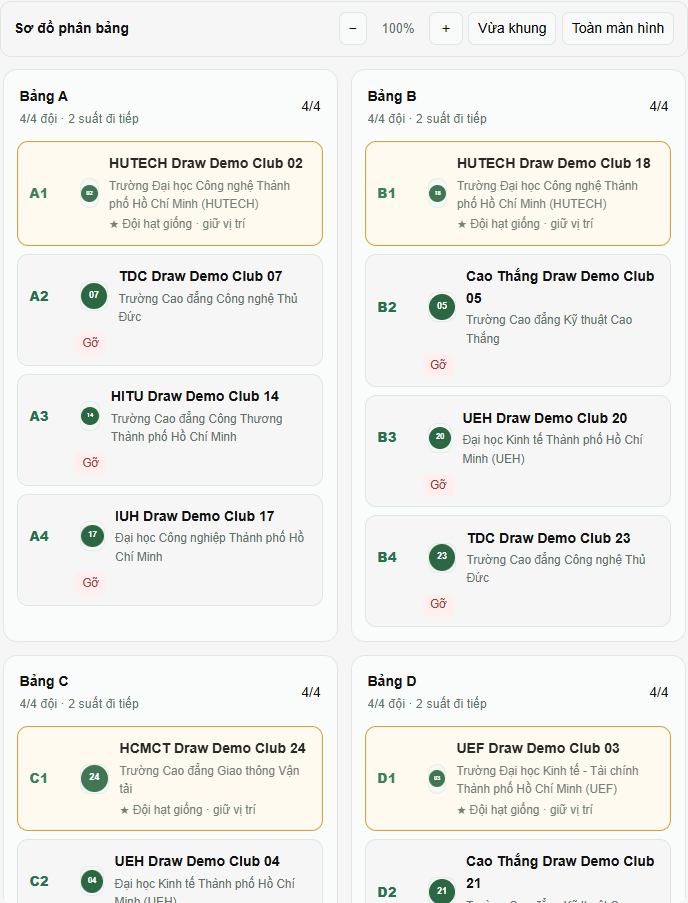 Sơ đồ phân bảng
− 100% + Vừa khung Toàn màn hình
Bảng A
4/4 đội · 2 suất đi tiếp
4/4
A1
02
HUTECH Draw Demo Club 02
Trường Đại học Công nghệ Thành
phố Hồ Chí Minh (HUTECH)
★ Đội hạt giống · giữ vị trí
A2
07
TDC Draw Demo Club 07
Trường Cao đẳng Công nghệ Thủ
Đức
Gỡ
A3
14
HITU Draw Demo Club 14
Trường Cao đẳng Công Thương
Thành phố Hồ Chí Minh
Gỡ
A4
17
IUH Draw Demo Club 17
Đại học Công nghiệp Thành phố Hồ
Chí Minh
Gỡ
Bảng B
4/4 đội · 2 suất đi tiếp
4/4
B1
18
HUTECH Draw Demo Club 18
Trường Đại học Công nghệ Thành
phố Hồ Chí Minh (HUTECH)
★ Đội hạt giống · giữ vị trí
B2
05
Cao Thắng Draw Demo Club
05
Trường Cao đẳng Kỹ thuật Cao
Thắng
Gỡ
B3
20
UEH Draw Demo Club 20
Đại học Kinh tế Thành phố Hồ Chí
Minh (UEH)
Gỡ
B4
23
TDC Draw Demo Club 23
Trường Cao đẳng Công nghệ Thủ
Đức
Gỡ
Bảng C
4/4 đội · 2 suất đi tiếp
4/4
C1
24
HCMCT Draw Demo Club 24
Trường Cao đẳng Giao thông Vận
tải
★ Đội hạt giống · giữ vị trí
C2
04
UEH Draw Demo Club 04
Đại học Kinh tế Thành phố Hồ Chí
Minh (UEH)
Bảng D
4/4 đội · 2 suất đi tiếp
4/4
D1
03
UEF Draw Demo Club 03
Trường Đại học Kinh tế - Tài chính
Thành phố Hồ Chí Minh (UEF)
★ Đội hạt giống · giữ vị trí
D2
21
Cao Thắng Draw Demo Club
21